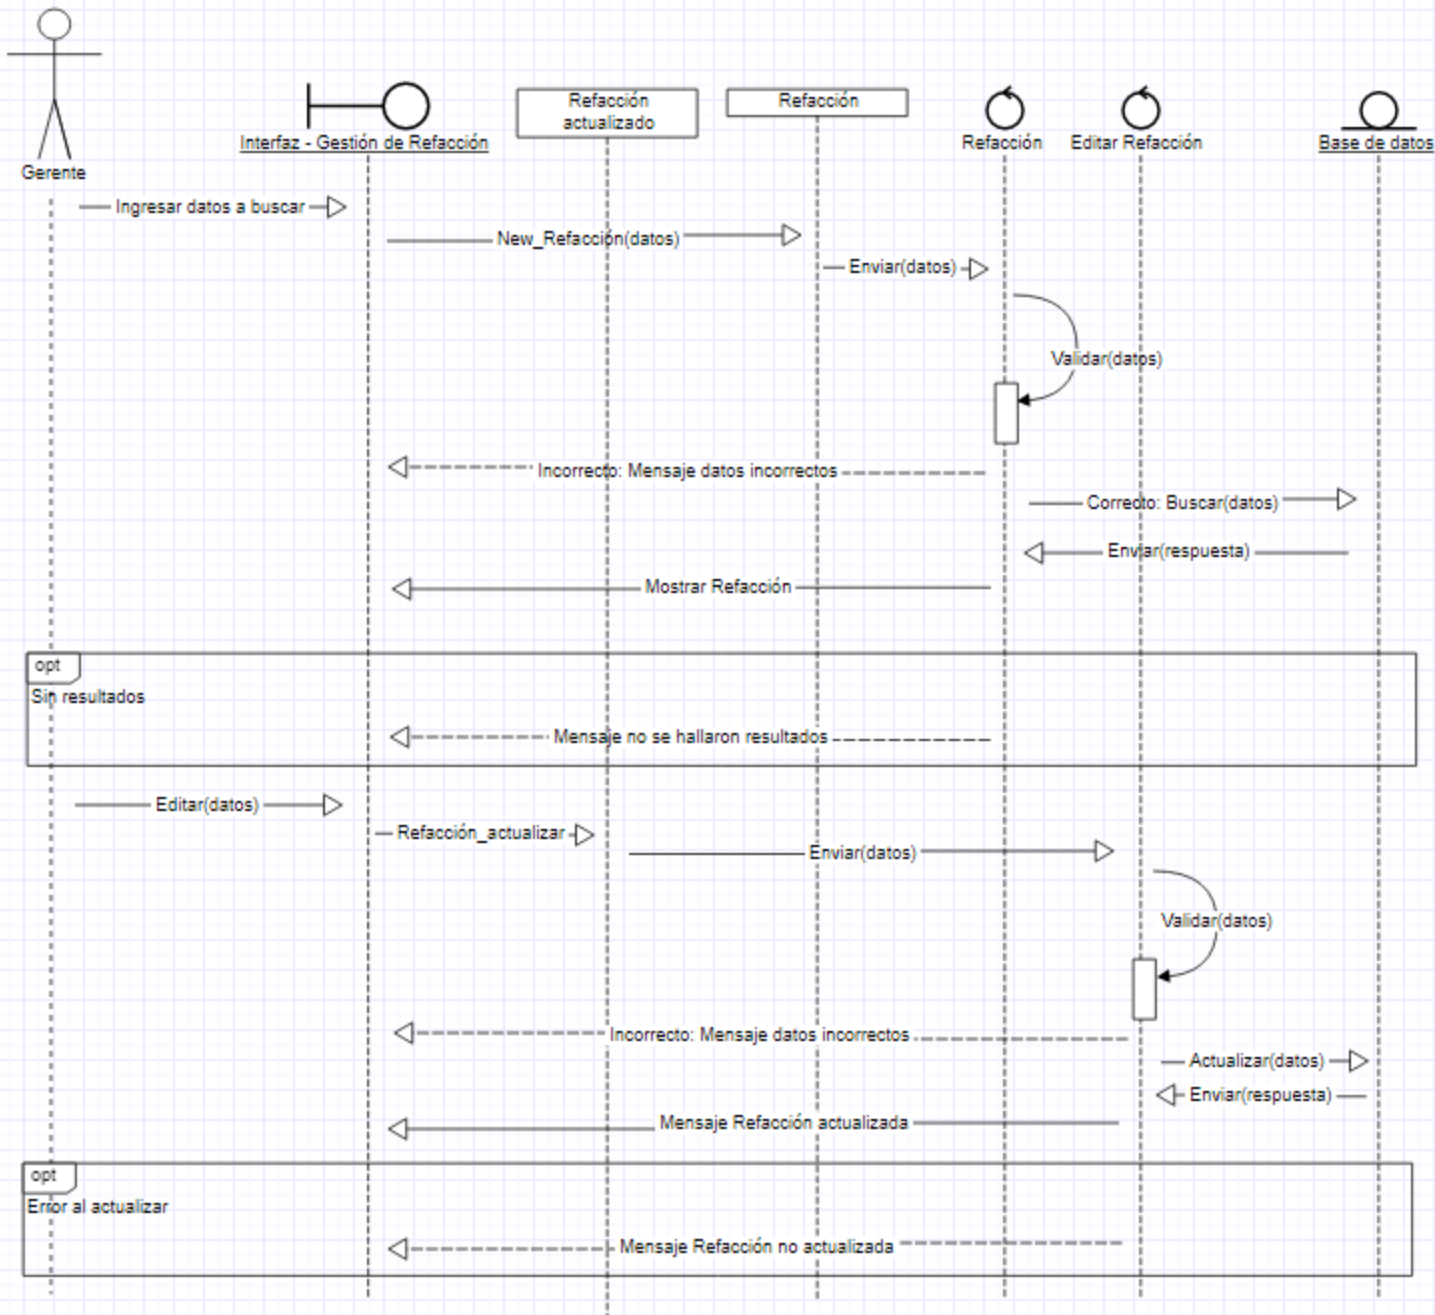 Refacción
actualizado
Refacción
Interfaz - Gestión de Refacción
Refacción
Editar Refacción
Base de datos
Gerente
Ingresar datos a buscar
New_Refacción(datos)
Enviar(datos)
Validar(datos)
Incorrecto: Mensaje datos incorrectos
Correcto: Buscar(datos)
Enviar(respuesta)
Mostrar Refacción
opt
Sin resultados
Mensaje no se hallaron resultados
Editar(datos)
Refacción_actualizar
Enviar(datos)
Validar(datos)
Incorrecto: Mensaje datos incorrectos
Actualizar(datos)
Enviar(respuesta)
Mensaje Refacción actualizada
opt
Error al actualizar
Mensaje Refacción no actualizada